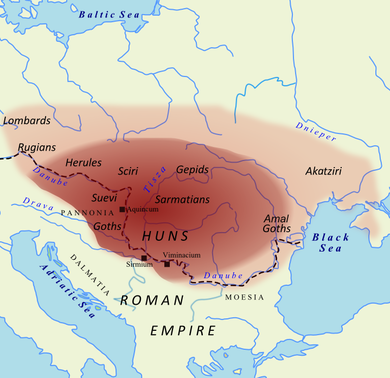 Baltic Sea
Lombards
Dnieper
Rugians
Herules
Sciri
Gepids
Akatziri
Danube
Tisza
Suevi
Sarmatians
Drava
PANNONIA
Aquincum
Goths
Amal
Goths
HUNS
Black
Sea
Viminacium
Sirmium
DALMATIA
Danube
Adriatic Sea
MOESIA
ROMAN
EMPIRE